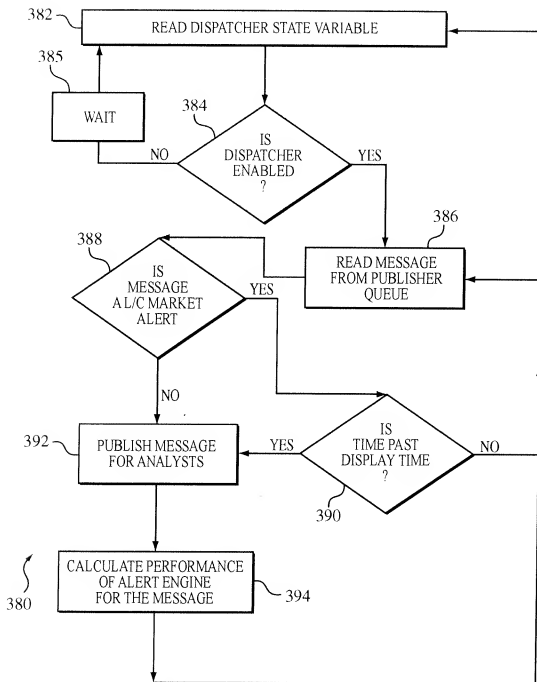 382
READ DISPATCHER STATE VARIABLE
385
WAIT
384
IS
DISPATCHER
ENABLED
?
NO
YES
386
READ MESSAGE
FROM PUBLISHER
QUEUE
388
IS
MESSAGE
A L/C MARKET
ALERT
YES
NO
392
PUBLISH MESSAGE
FOR ANALYSTS
YES
IS
TIME PAST
DISPLAY TIME
?
NO
390
380
CALCULATE PERFORMANCE
OF ALERT ENGINE
FOR THE MESSAGE
394